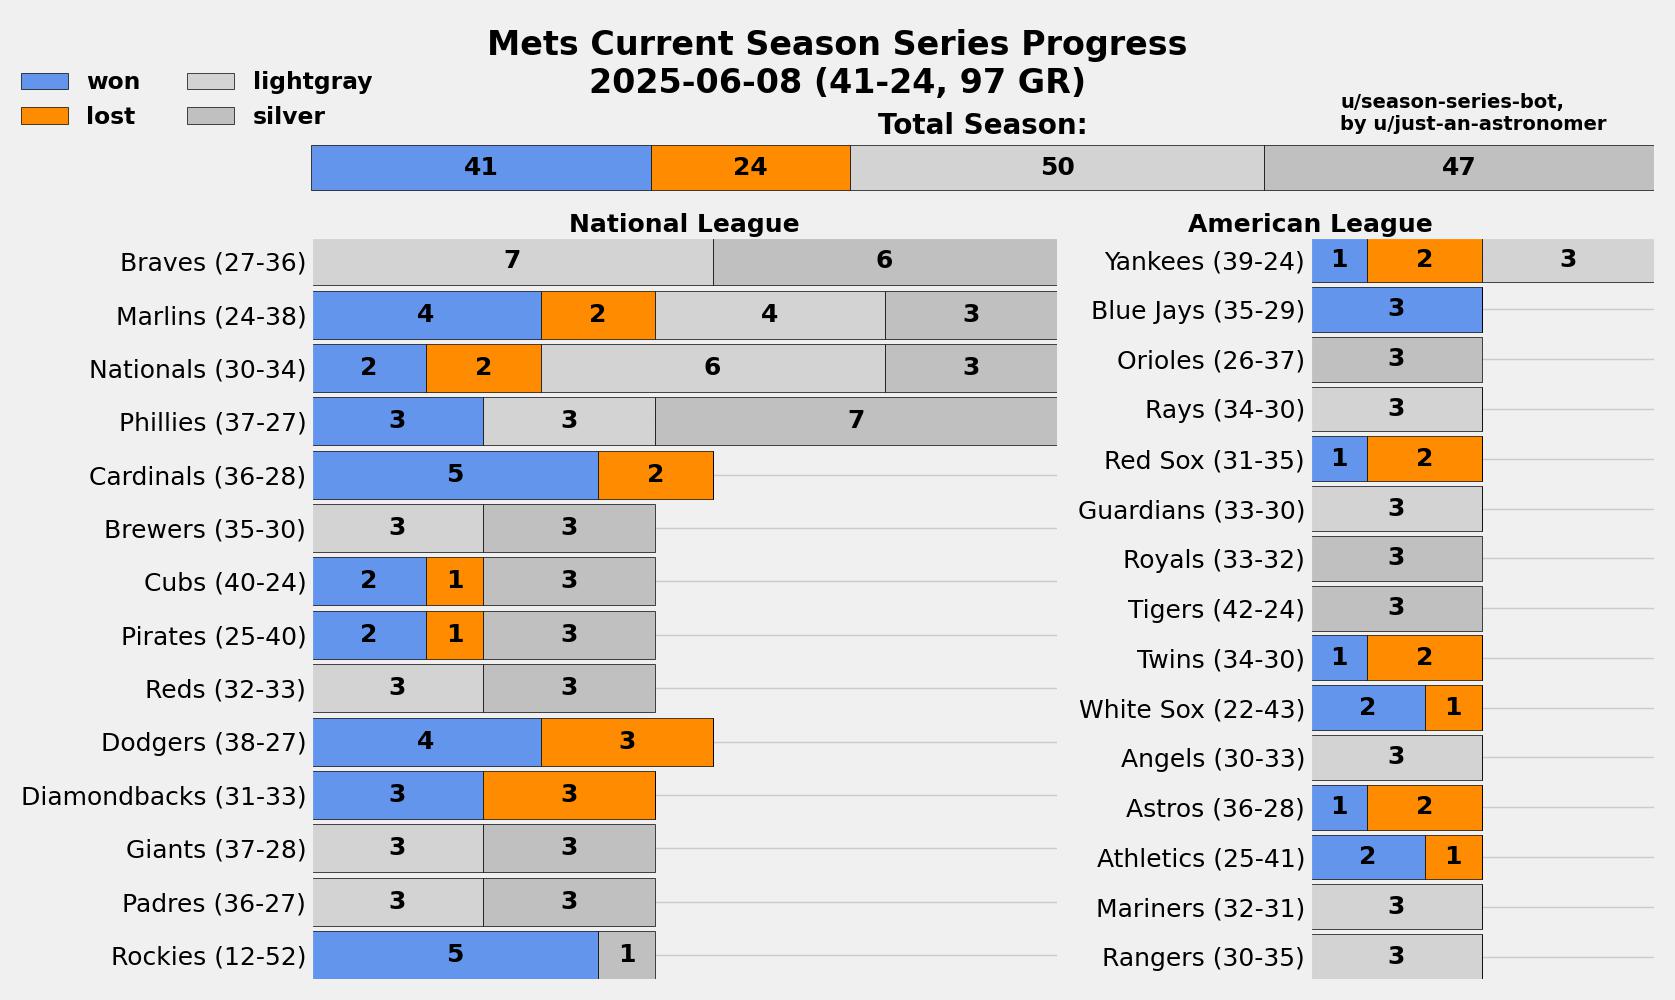 Mets Current Season Series Progress
2025-06-08 (41-24, 97 GR)
won lightgray
lost silver
u/season-series-bot,
by u/just-an-astronomer
Total Season:
41 24 50 47
National League
Braves (27-36) 7 6
Marlins (24-38) 4 2 4 3
Nationals (30-34) 2 2 6 3
Phillies (37-27) 3 3 7
Cardinals (36-28) 5 2
Brewers (35-30) 3 3
Cubs (40-24) 2 1 3
Pirates (25-40) 2 1 3
Reds (32-33) 3 3
Dodgers (38-27) 4 3
Diamondbacks (31-33) 3 3
Giants (37-28) 3 3
Padres (36-27) 3 3
Rockies (12-52) 5 1
American League
Yankees (39-24) 1 2 3
Blue Jays (35-29) 3
Orioles (26-37) 3
Rays (34-30) 3
Red Sox (31-35) 1 2
Guardians (33-30) 3
Royals (33-32) 3
Tigers (42-24) 3
Twins (34-30) 1 2
White Sox (22-43) 2 1
Angels (30-33) 3
Astros (36-28) 1 2
Athletics (25-41) 2 1
Mariners (32-31) 3
Rangers (30-35) 3